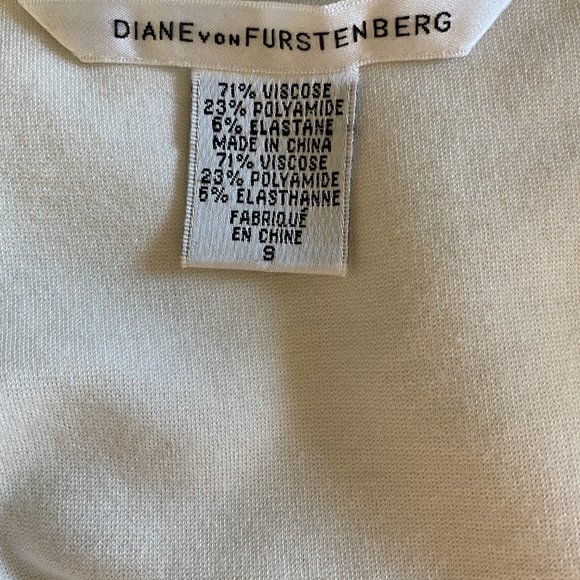 DIANE VON FURSTENBERG
71% VISCOSE
23% POLYAMIDE
6% ELASTANE
MADE IN CHINA
71% VISCOSE
23% POLYAMIDE
6% ELASTHANNE
FABRIQUÉ
EN CHINE
9